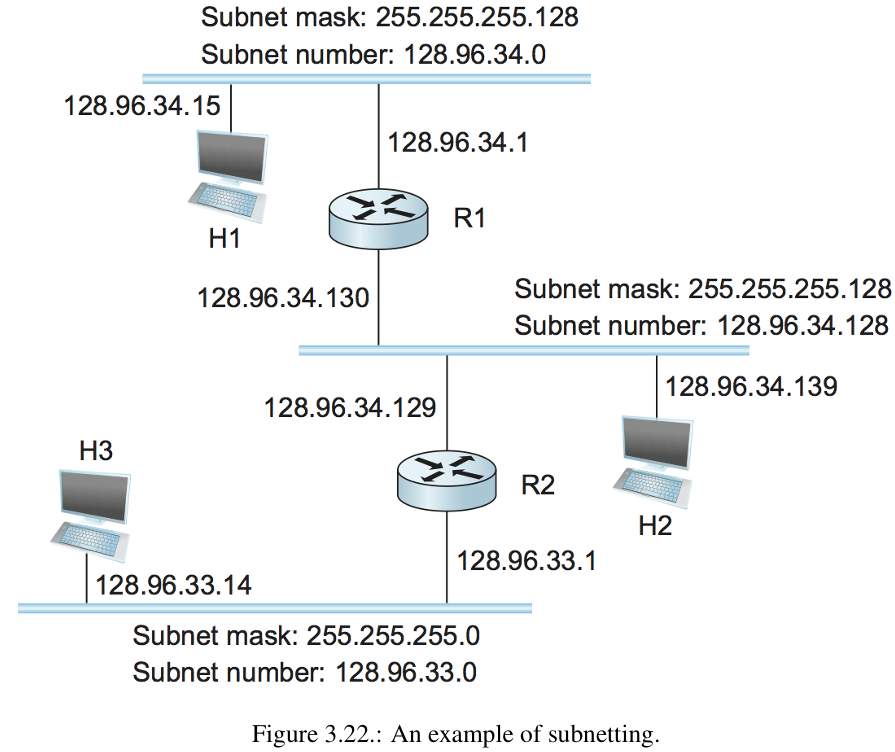 Subnet mask: 255.255.255.128
Subnet number: 128.96.34.0
128.96.34.15
128.96.34.1
H1
R1
128.96.34.130
Subnet mask: 255.255.255.128
Subnet number: 128.96.34.128
128.96.34.129
128.96.34.139
H3
R2
H2
128.96.33.1
128.96.33.14
Subnet mask: 255.255.255.0
Subnet number: 128.96.33.0
Figure 3.22.: An example of subnetting.